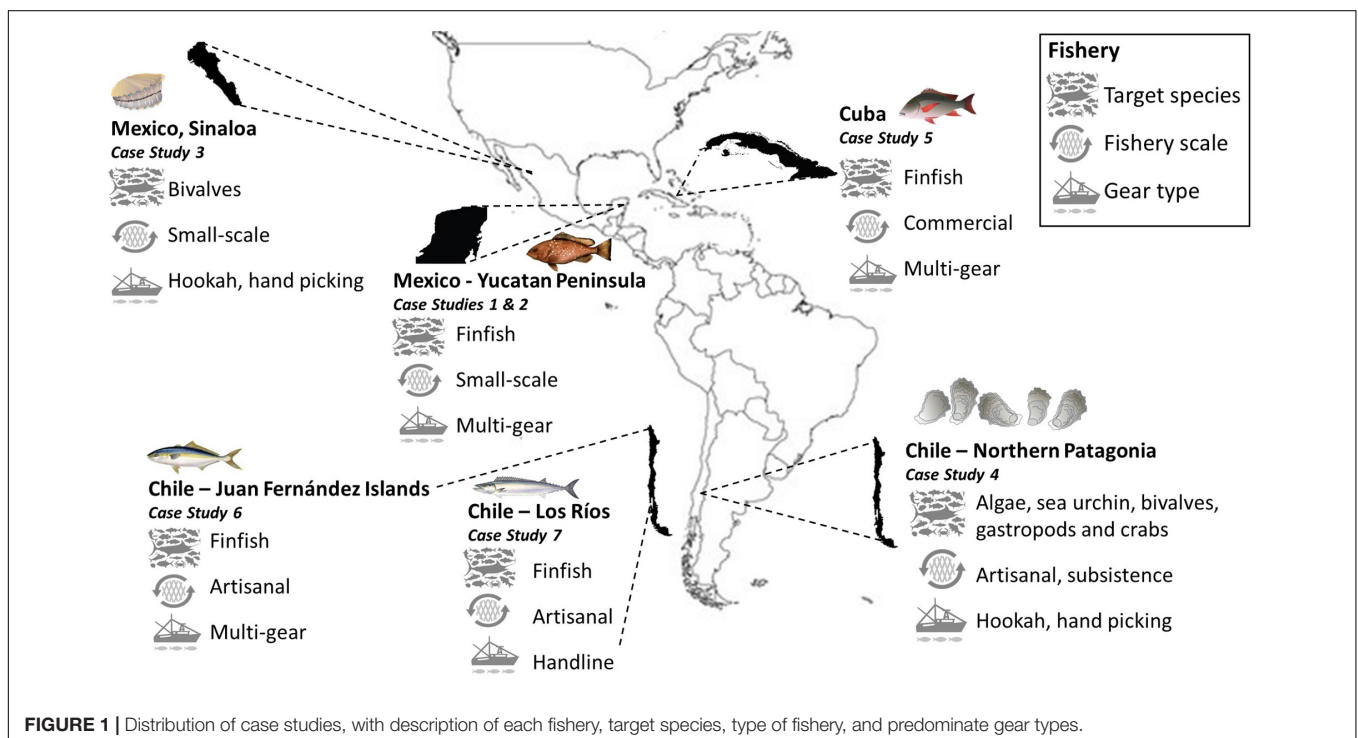 Mexico, Sinaloa
Case Study 3
Bivalves
Small-scale
Hookah, hand picking
Mexico - Yucatan Peninsula
Case Studies 1 & 2
Finfish
Small-scale
Multi-gear
Cuba
Case Study 5
Finfish
Commercial
Multi-gear
Fishery
Target species
Fishery scale
Gear type
Chile – Juan Fernández Islands
Case Study 6
Finfish
Artisanal
Multi-gear
Chile – Los Ríos
Case Study 7
Finfish
Artisanal
Handline
Chile – Northern Patagonia
Case Study 4
Algae, sea urchin, bivalves,
gastropods and crabs
Artisanal, subsistence
Hookah, hand picking
FIGURE 1 | Distribution of case studies, with description of each fishery, target species, type of fishery, and predominate gear types.